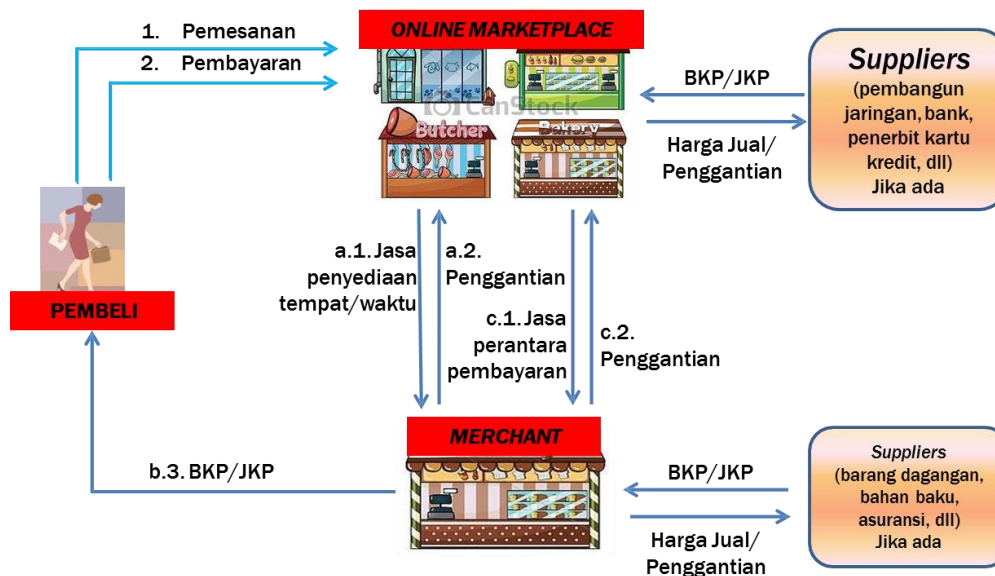 ONLINE MARKETPLACE
1. Pemesanan
2. Pembayaran
CanStock
Butcher
Bakery
BKP/JKP
Harga Jual/
Penggantian
Suppliers
(pembangun
jaringan, bank,
penerbit kartu
kredit, dll)
Jika ada
PEMBELI
a.1. Jasa
penyediaan
tempat/waktu
a.2.
Penggantian
c.1. Jasa
perantara
pembayaran
c.2.
Penggantian
MERCHANT
b.3. BKP/JKP
BKP/JKP
Harga Jual/
Penggantian
Suppliers
(barang dagangan,
bahan baku,
asuransi, dll)
Jika ada